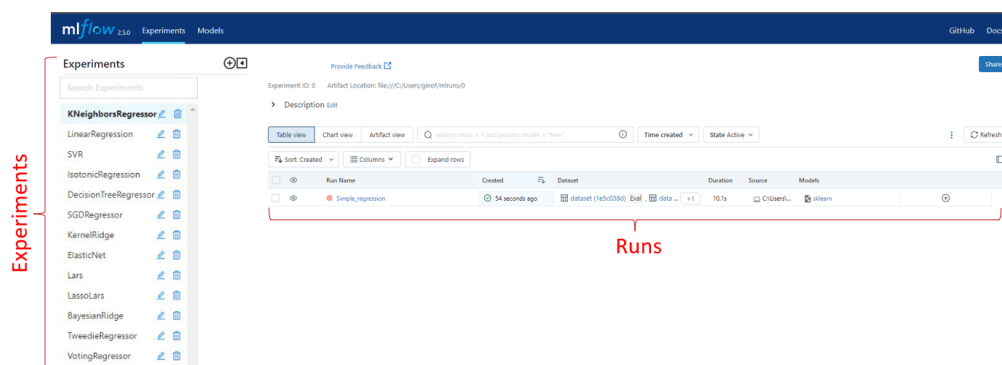 mlflow 2.5.0 Experiments Models GitHub Docs
Experiments
Provide Feedback
Share
Search Experiments
Experiment ID: 0 Artifact Location: file:///C:/Users/ginof/mlruns/0
Description Edit
KNeighborsRegressor
LinearRegression
SVR
IsotonicRegression
DecisionTreeRegressor
SGDRegressor
KernelRidge
ElasticNet
Lars
LassoLars
BayesianRidge
TweedieRegressor
VotingRegressor
Table view Chart view Artifact view metrics.rmse < 1 and params.model = "tree" Time created State Active Refresh
Sort: Created Columns Expand rows
Run Name Created Dataset Duration Source Models
Simple_regression 54 seconds ago dataset (1e5c038d) Eval , data ... +1 10.1s C:\Users\... sklearn
Experiments
Runs